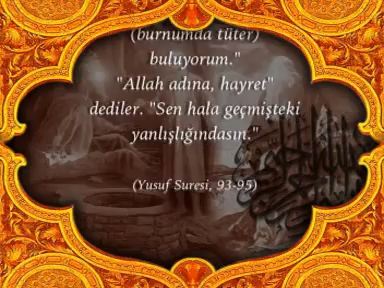 (burnumda tüter)
buluyorum."
"Allah adına, hayret"
dediler. "Sen hala geçmişteki
yanlışlığındasın."
(Yusuf Suresi, 93-95)